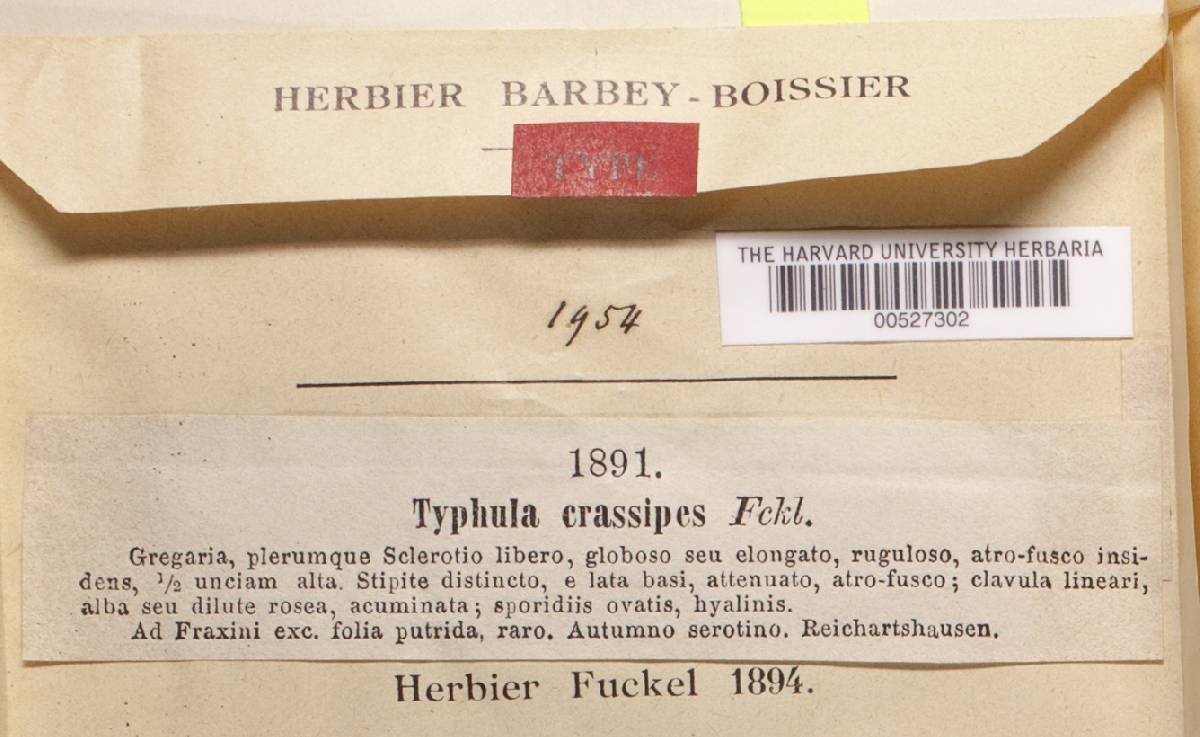 HERBIER BARBEY-BOISSIER
TYPE
THE HARVARD UNIVERSITY HERBARIA
00527302
1954
1891.
Typhula crassipes Fckl.
Gregaria, plerumque Sclerotio libero, globoso seu elongato, ruguloso, atro-fusco insi-
dens, ½ unciam alta. Stipite distincto, e lata basi, attenuato, atro-fusco; clavula lineari,
alba seu dilute rosea, acuminata; sporidiis ovatis, hyalinis.
Ad Fraxini exc. folia putrida, raro. Autumno serotino. Reichartshausen.
Herbier Fuckel 1894.